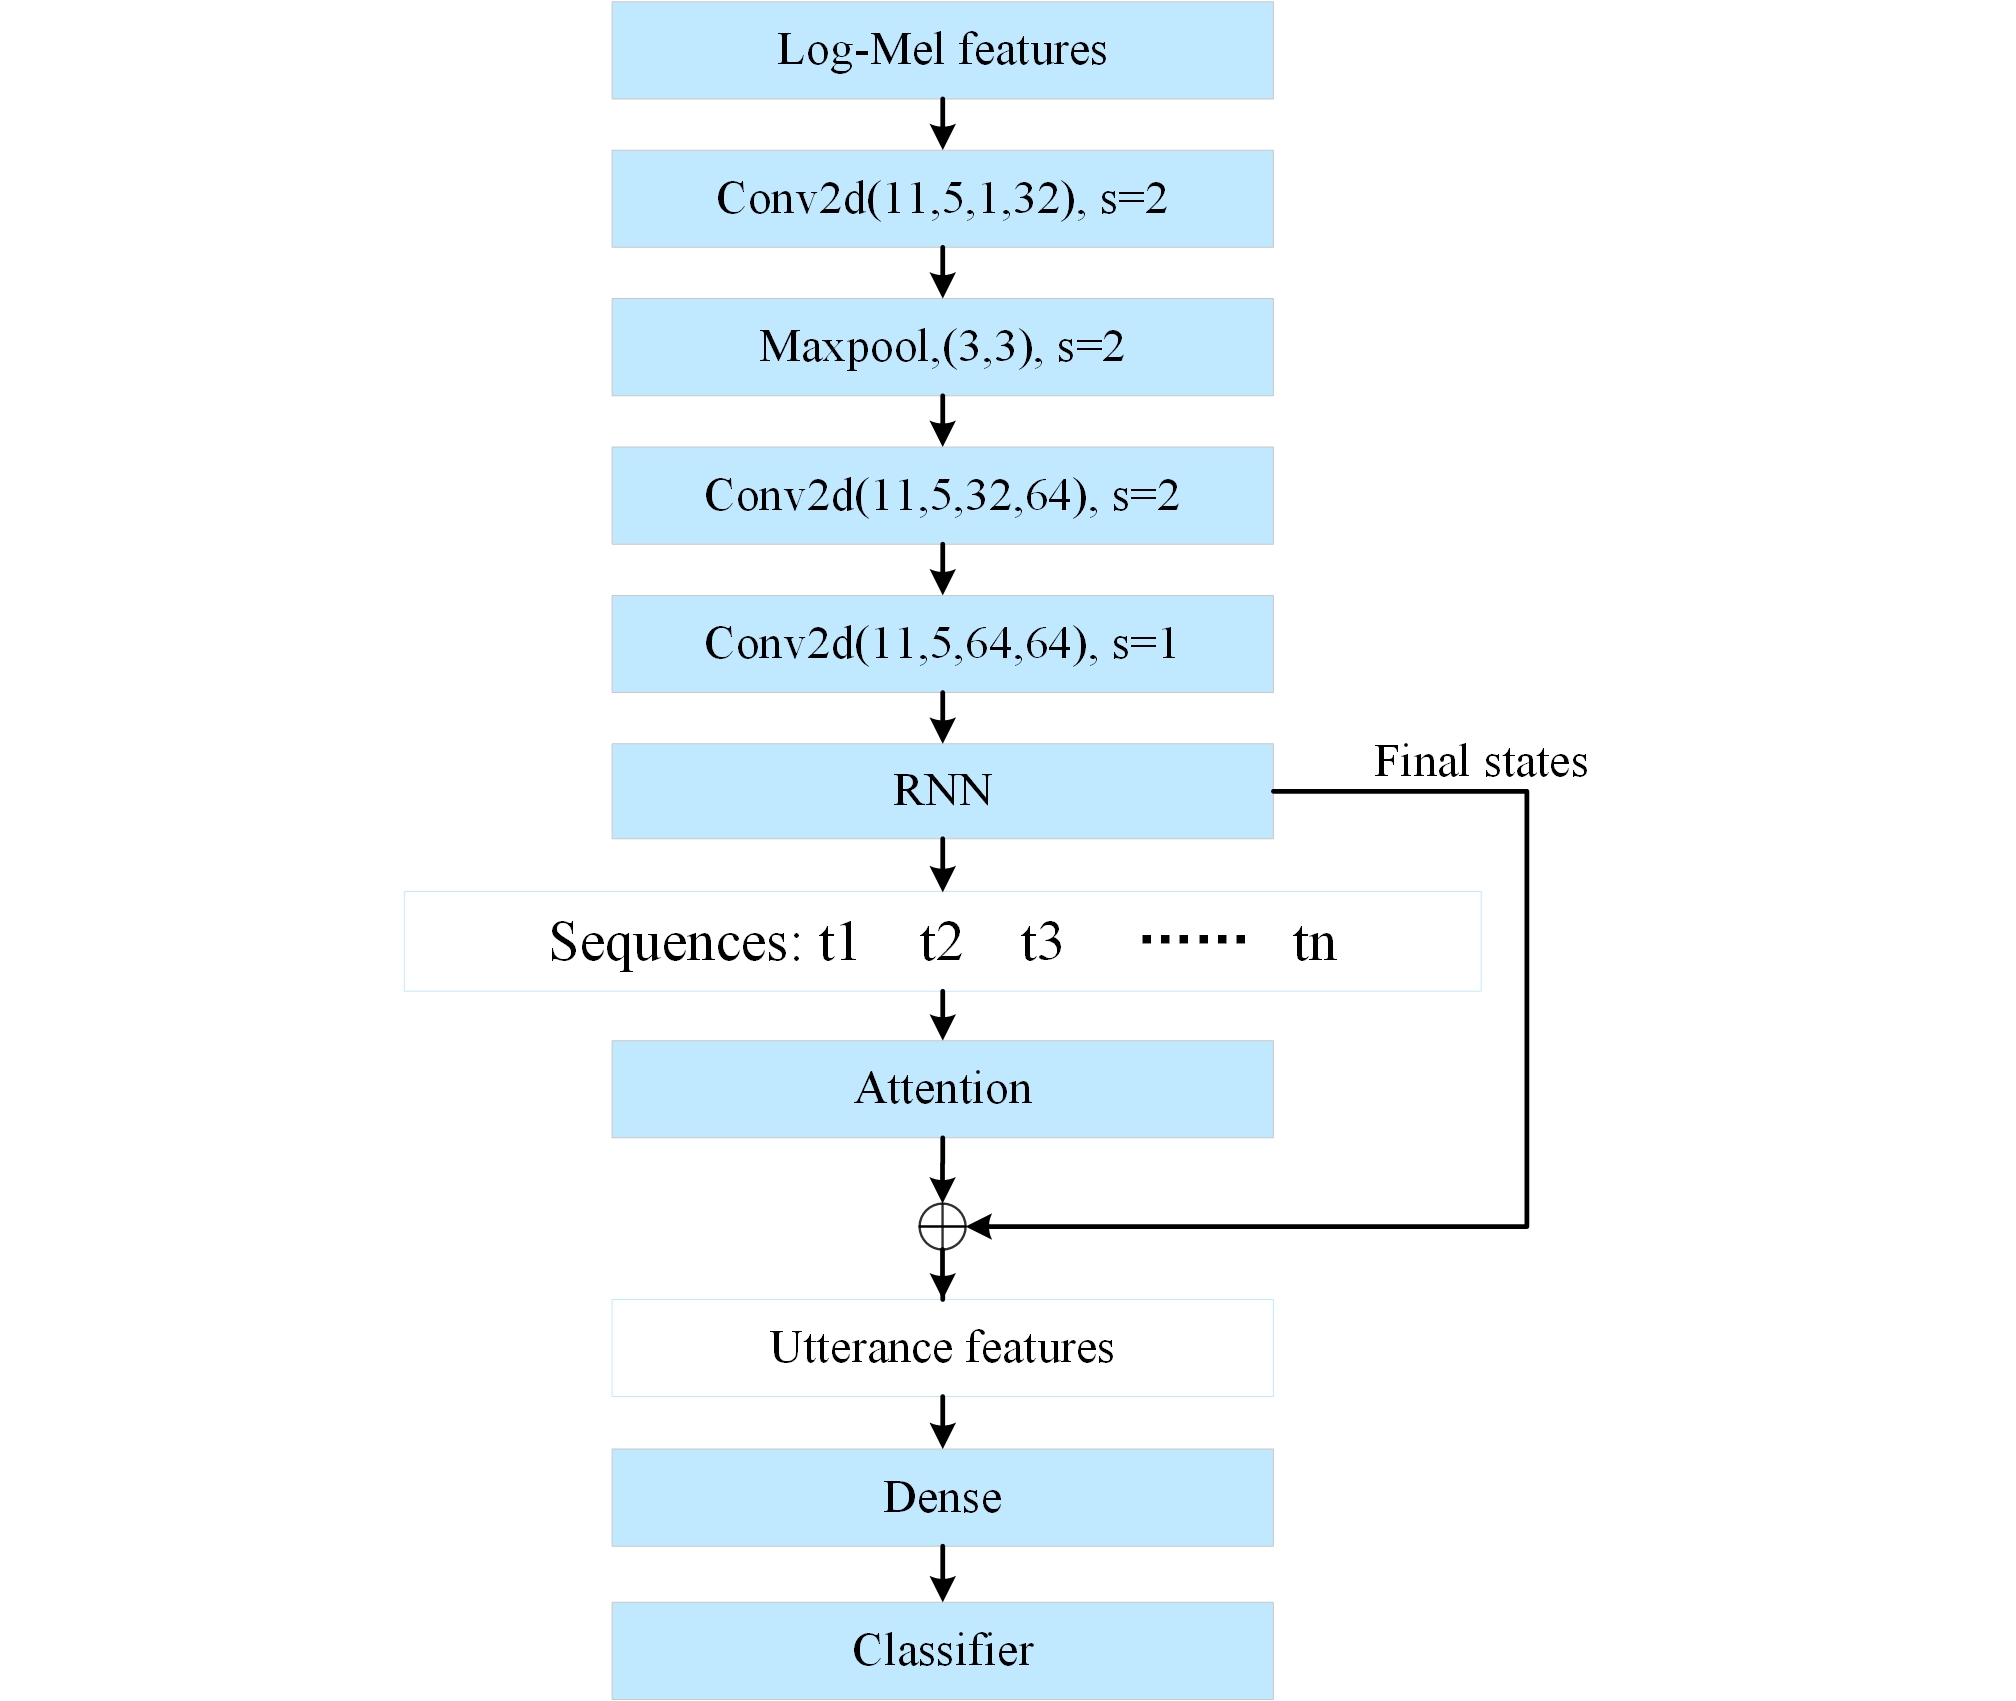 Log-Mel features
Conv2d(11,5,1,32), s=2
Maxpool,(3,3), s=2
Conv2d(11,5,32,64), s=2
Conv2d(11,5,64,64), s=1
RNN
Final states
Sequences: t1 t2 t3 ...... tn
Attention
Utterance features
Dense
Classifier